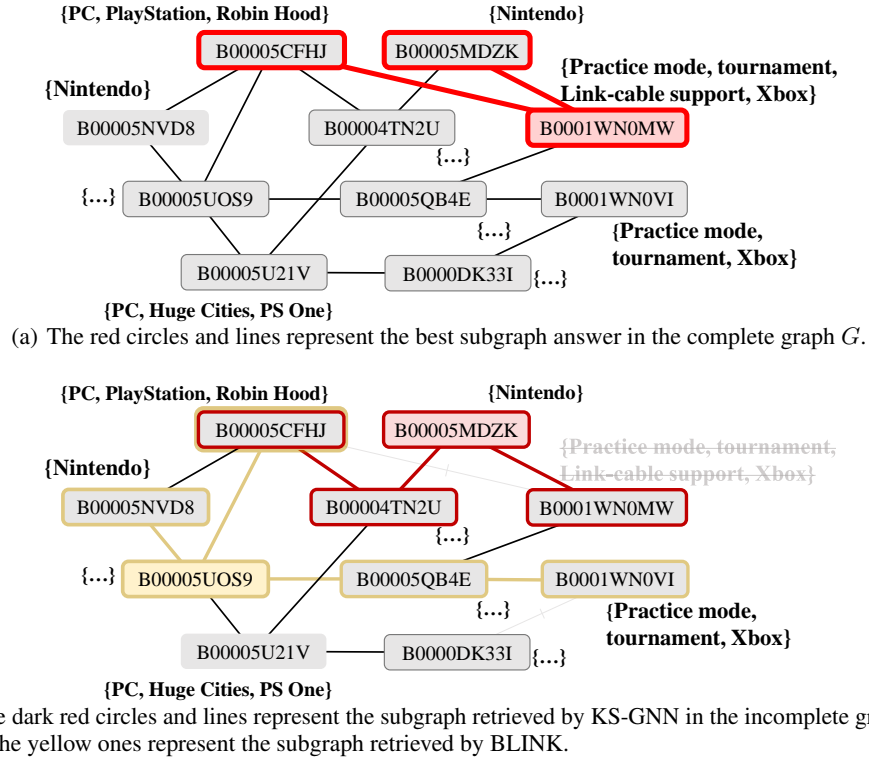 {PC, PlayStation, Robin Hood}
{Nintendo}
B00005CFHJ
B00005MDZK
{Practice mode, tournament,
Link-cable support, Xbox}
{Nintendo}
B00005NVD8
B00004TN2U
B0001WN0MW
{...}
{...}
B00005UOS9
B00005QB4E
B0001WN0VI
{...}
{Practice mode,
tournament, Xbox}
B00005U21V
B0000DK33I
{...}
{PC, Huge Cities, PS One}
(a) The red circles and lines represent the best subgraph answer in the complete graph G.
{PC, PlayStation, Robin Hood}
{Nintendo}
B00005CFHJ
B00005MDZK
{Practice mode, tournament,
Link-cable support, Xbox}
{Nintendo}
B00005NVD8
B00004TN2U
B0001WN0MW
{...}
{...}
B00005UOS9
B00005QB4E
B0001WN0VI
{...}
{Practice mode,
tournament, Xbox}
B00005U21V
B0000DK33I
{...}
{PC, Huge Cities, PS One}
dark red circles and lines represent the subgraph retrieved by KS-GNN in the incomplete
he yellow ones represent the subgraph retrieved by BLINK.